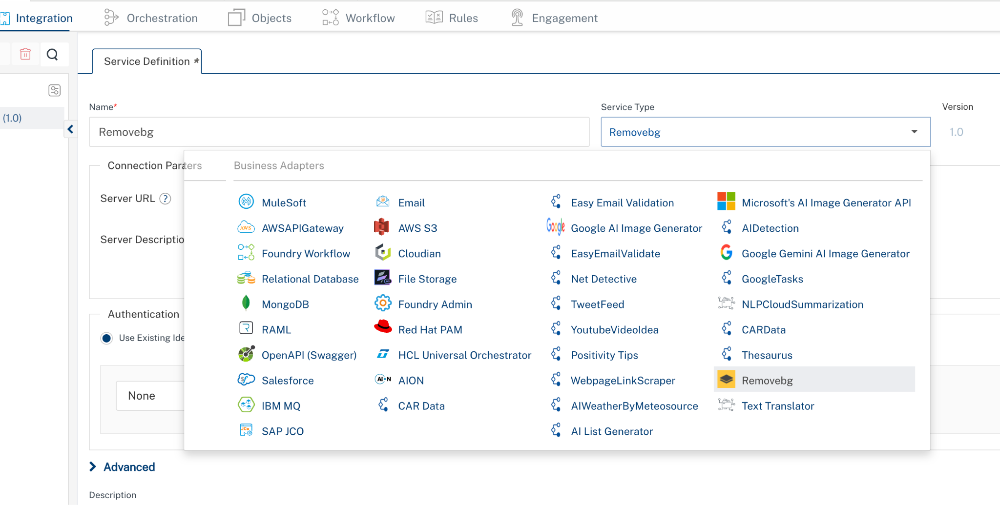 Integration
Orchestration
Objects
Workflow
Rules
Engagement
Service Definition *
(1.0)
Name*
Service Type
Version
Removebg
Removebg
1.0
Connection Parameters
Business Adapters
Server URL ?
Server Descriptio
Authentication
Use Existing Ide
None
MuleSoft
AWS AWSAPIGateway
Foundry Workflow
Relational Database
MongoDB
RAML
OpenAPI (Swagger)
Salesforce
IBM MQ
JCo SAP JCO
Email
AWS S3
Cloudian
File Storage
Foundry Admin
Red Hat PAM
HCL Universal Orchestrator
AION AION
CAR Data
Easy Email Validation
Google Google AI Image Generator
EasyEmailValidate
Net Detective
TweetFeed
YoutubeVideoIdea
Positivity Tips
WebpageLinkScraper
AIWeatherByMeteosource
AI List Generator
Microsoft's AI Image Generator API
AIDetection
Google Gemini AI Image Generator
GoogleTasks
NLPCloudSummarization
CARData
Thesaurus
Removebg
Text Translator
Advanced
Description